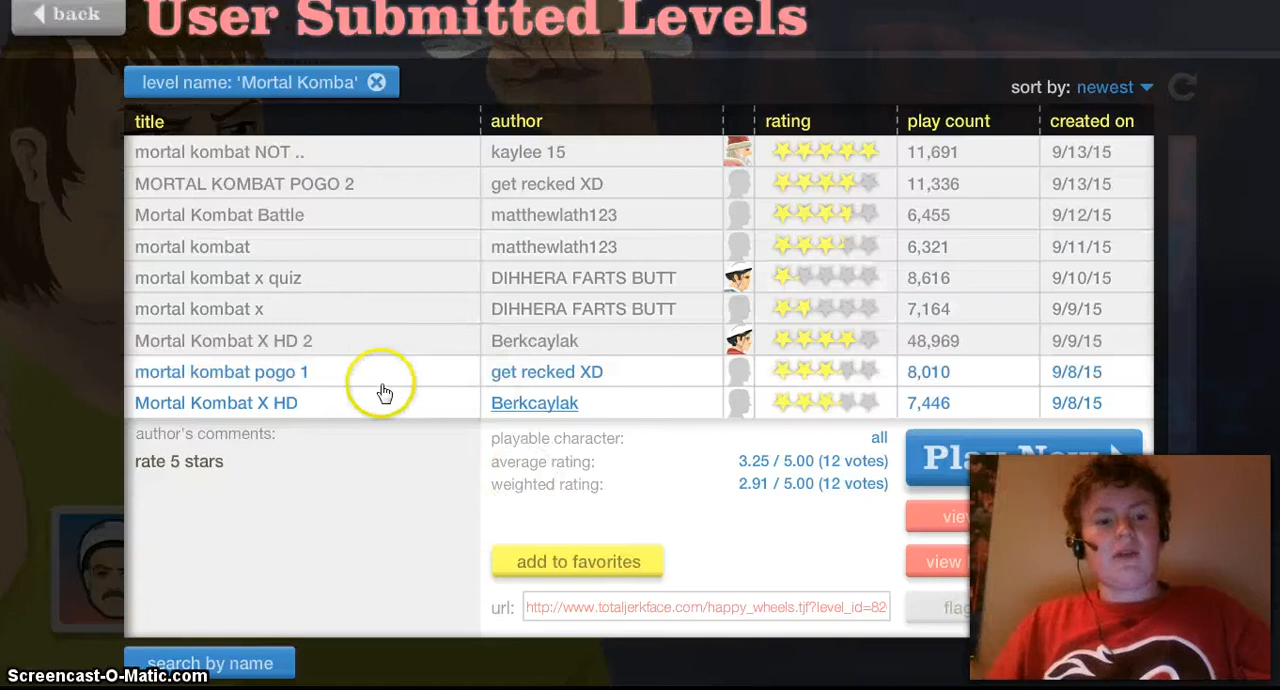 back
User Submitted Levels
level name: 'Mortal Komba'
sort by: newest
title author rating play count created on
mortal kombat NOT .. kaylee 15 11,691 9/13/15
MORTAL KOMBAT POGO 2 get recked XD 11,336 9/13/15
Mortal Kombat Battle matthewlath123 6,455 9/12/15
mortal kombat matthewlath123 6,321 9/11/15
mortal kombat x quiz DIHHERA FARTS BUTT 8,616 9/10/15
mortal kombat x DIHHERA FARTS BUTT 7,164 9/9/15
Mortal Kombat X HD 2 Berkcaylak 48,969 9/9/15
mortal kombat pogo 1 get recked XD 8,010 9/8/15
Mortal Kombat X HD Berkcaylak 7,446 9/8/15
author's comments:
rate 5 stars
playable character: all
average rating: 3.25 / 5.00 (12 votes)
weighted rating: 2.91 / 5.00 (12 votes)
Play Now
view
view
add to favorites
url: http://www.totaljerkface.com/happy_wheels.tjf?level_id=82
flag
search by name
Screencast-O-Matic.com